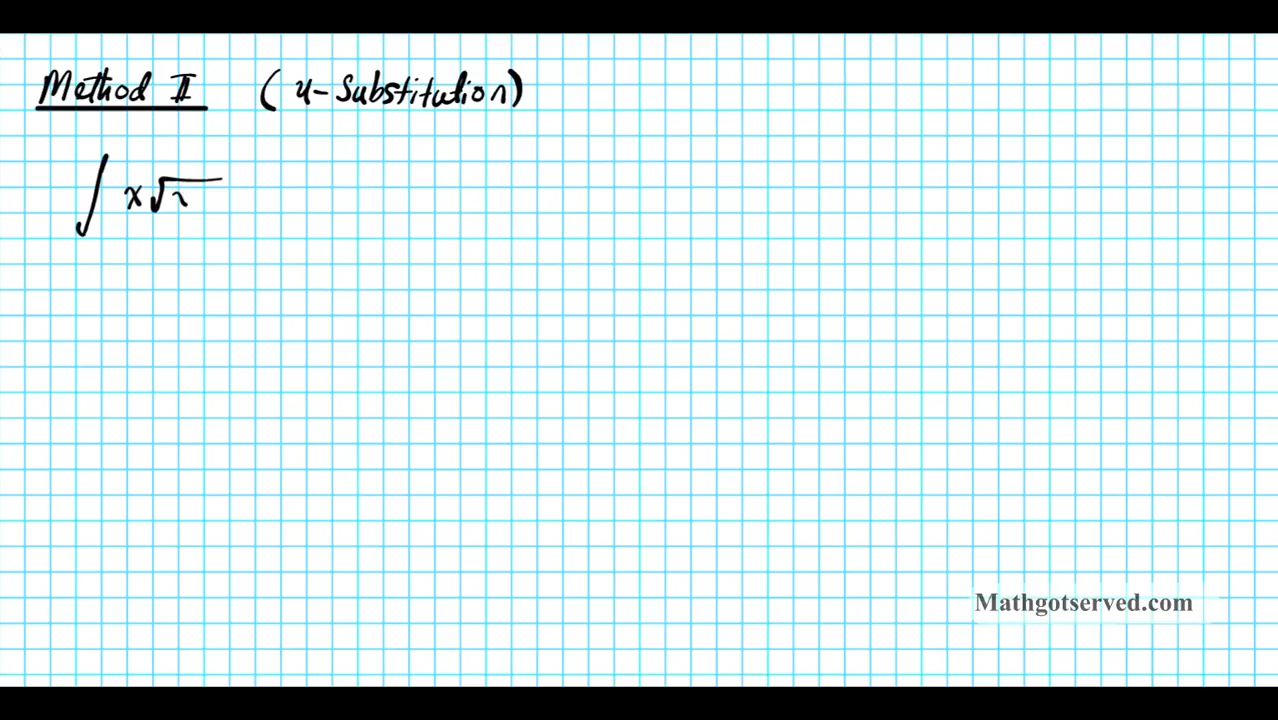 Method II (u-Substitution)
∫ x√
Mathgotserved.com